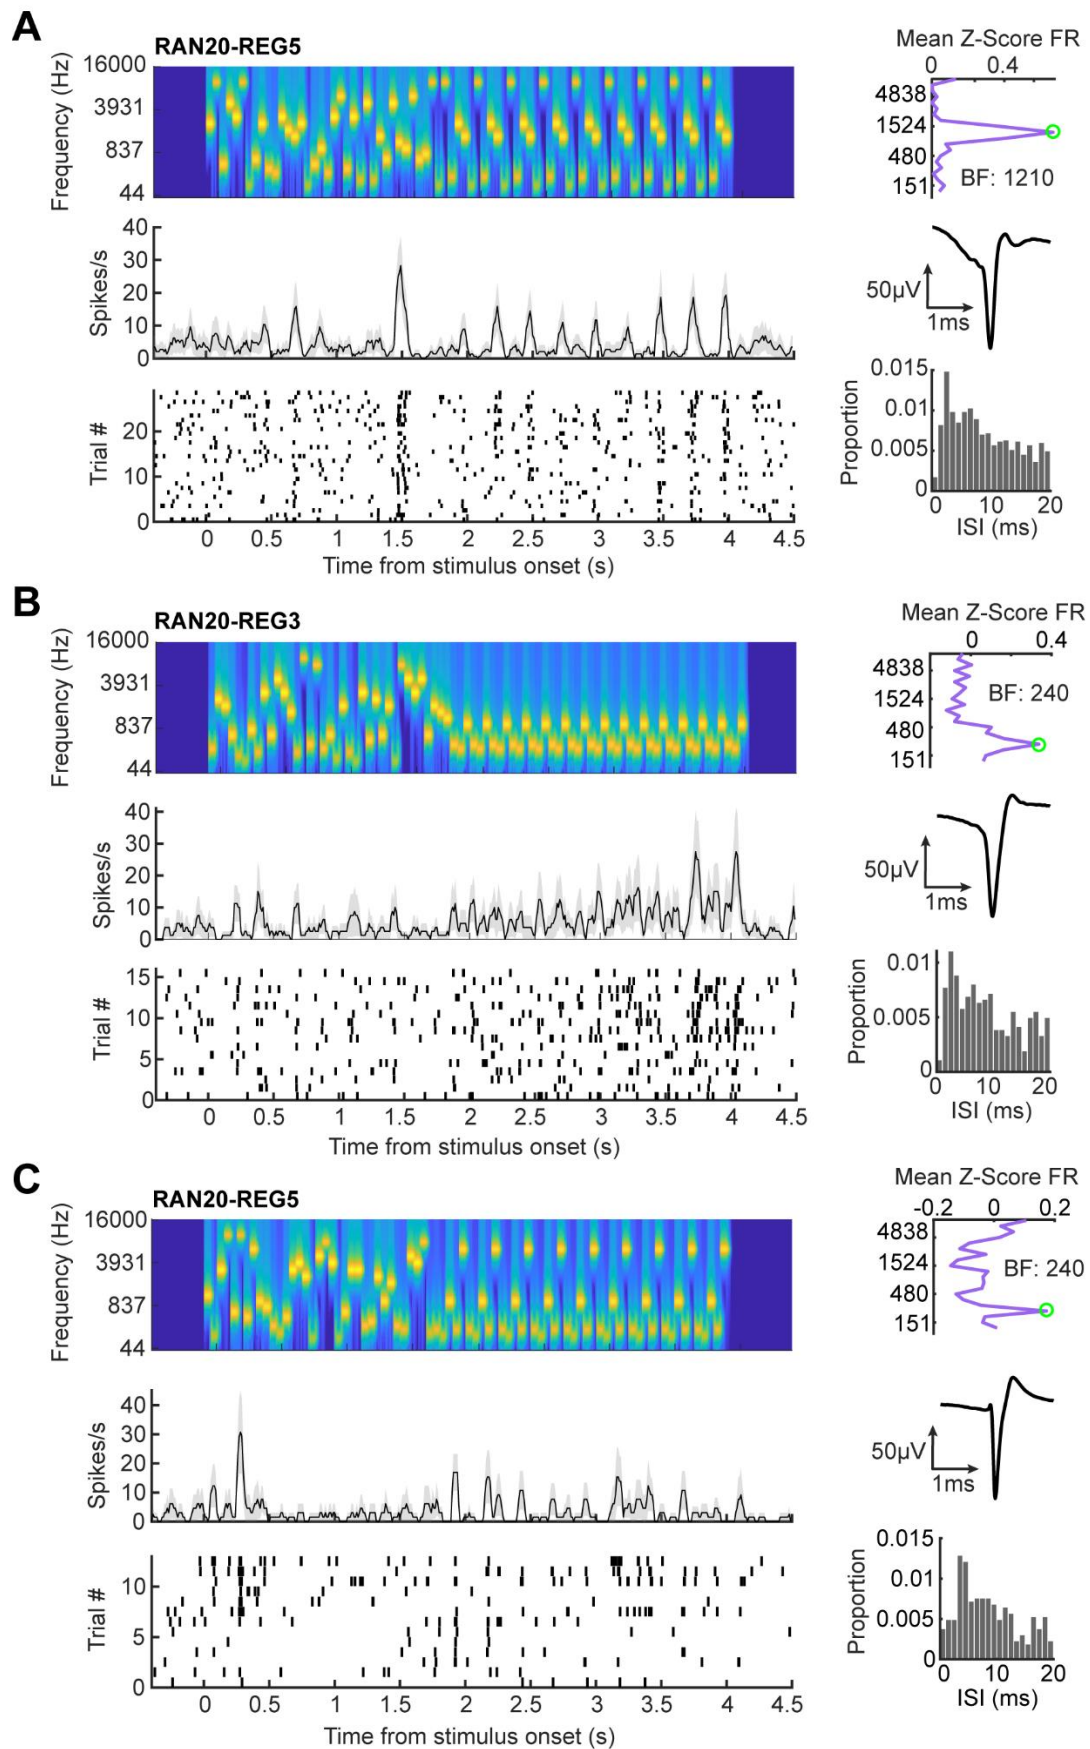 A
RAN20-REG5
Frequency (Hz)
16000
3931
837
44
Mean Z-Score FR
0 0.4
4838
1524
480
151
BF: 1210
Spikes/s
40
30
20
10
0
50µV
1ms
Trial #
20
10
0
0 0.5 1 1.5 2 2.5 3 3.5 4 4.5
Time from stimulus onset (s)
Proportion
0.015
0.01
0.005
0
0 10 20
ISI (ms)
B
RAN20-REG3
Frequency (Hz)
16000
3931
837
44
Mean Z-Score FR
0 0.4
4838
1524
480
151
BF: 240
Spikes/s
40
30
20
10
0
50µV
1ms
Trial #
15
10
5
0
0 0.5 1 1.5 2 2.5 3 3.5 4 4.5
Time from stimulus onset (s)
Proportion
0.01
0.005
0
0 10 20
ISI (ms)
C
RAN20-REG5
Frequency (Hz)
16000
3931
837
44
Mean Z-Score FR
-0.2 0 0.2
4838
1524
480
151
BF: 240
Spikes/s
40
30
20
10
0
50µV
1ms
Trial #
10
5
0
0 0.5 1 1.5 2 2.5 3 3.5 4 4.5
Time from stimulus onset (s)
Proportion
0.015
0.01
0.005
0
0 10 20
ISI (ms)